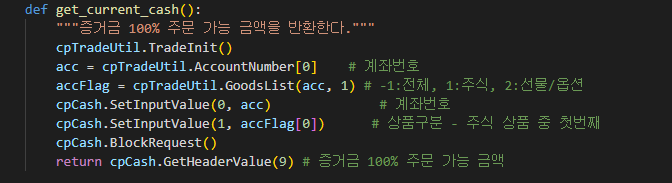 def get_current_cash():
    """증거금 100% 주문 가능 금액을 반환한다."""
    cpTradeUtil.TradeInit()
    acc = cpTradeUtil.AccountNumber[0]    # 계좌번호
    accFlag = cpTradeUtil.GoodsList(acc, 1) # -1:전체, 1:주식, 2:선물/옵션
    cpCash.SetInputValue(0, acc)              # 계좌번호
    cpCash.SetInputValue(1, accFlag[0])      # 상품구분 - 주식 상품 중 첫번째
    cpCash.BlockRequest()
    return cpCash.GetHeaderValue(9) # 증거금 100% 주문 가능 금액